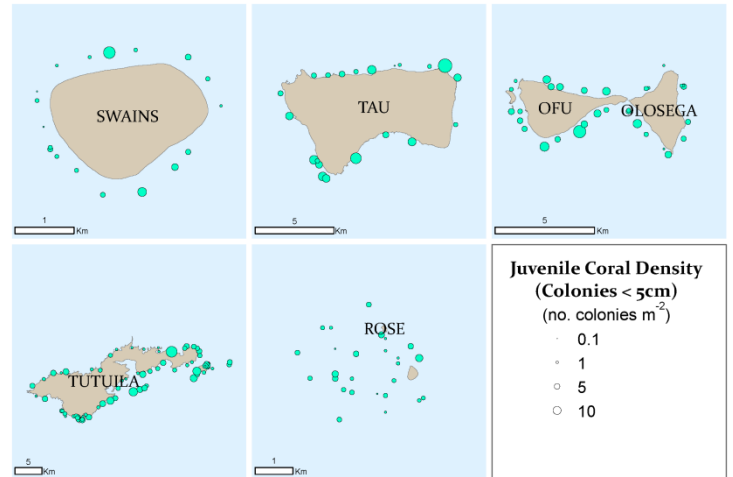 SWAINS
1
Km
TAU
5
Km
OFU
OLOSEGA
5
Km
TUTUILA
5
Km
ROSE
1
Km
Juvenile Coral Density
(Colonies < 5cm)
(no. colonies m⁻²)
0.1
1
5
10